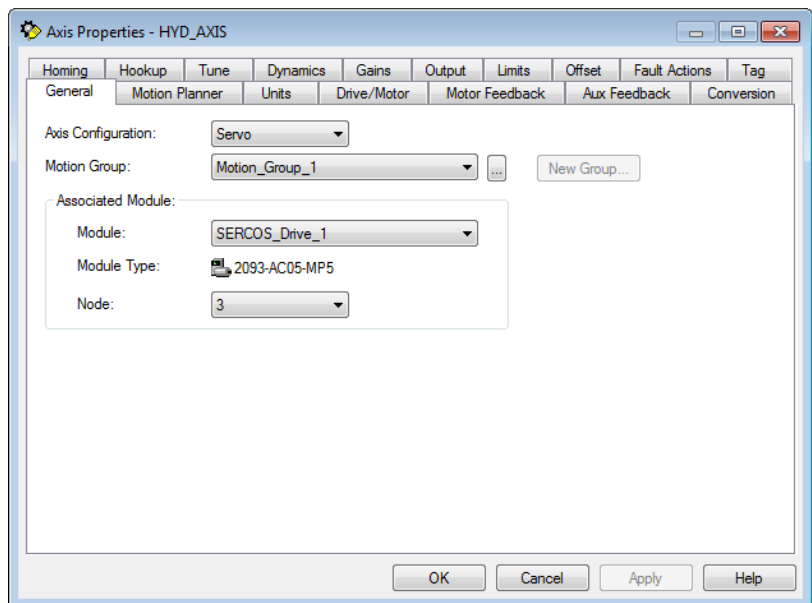 Axis Properties - HYD_AXIS
Homing Hookup Tune Dynamics Gains Output Limits Offset Fault Actions Tag
General Motion Planner Units Drive/Motor Motor Feedback Aux Feedback Conversion
Axis Configuration: Servo
Motion Group: Motion_Group_1 ... New Group...
Associated Module:
Module: SERCOS_Drive_1
Module Type: 2093-AC05-MP5
Node: 3
OK Cancel Apply Help